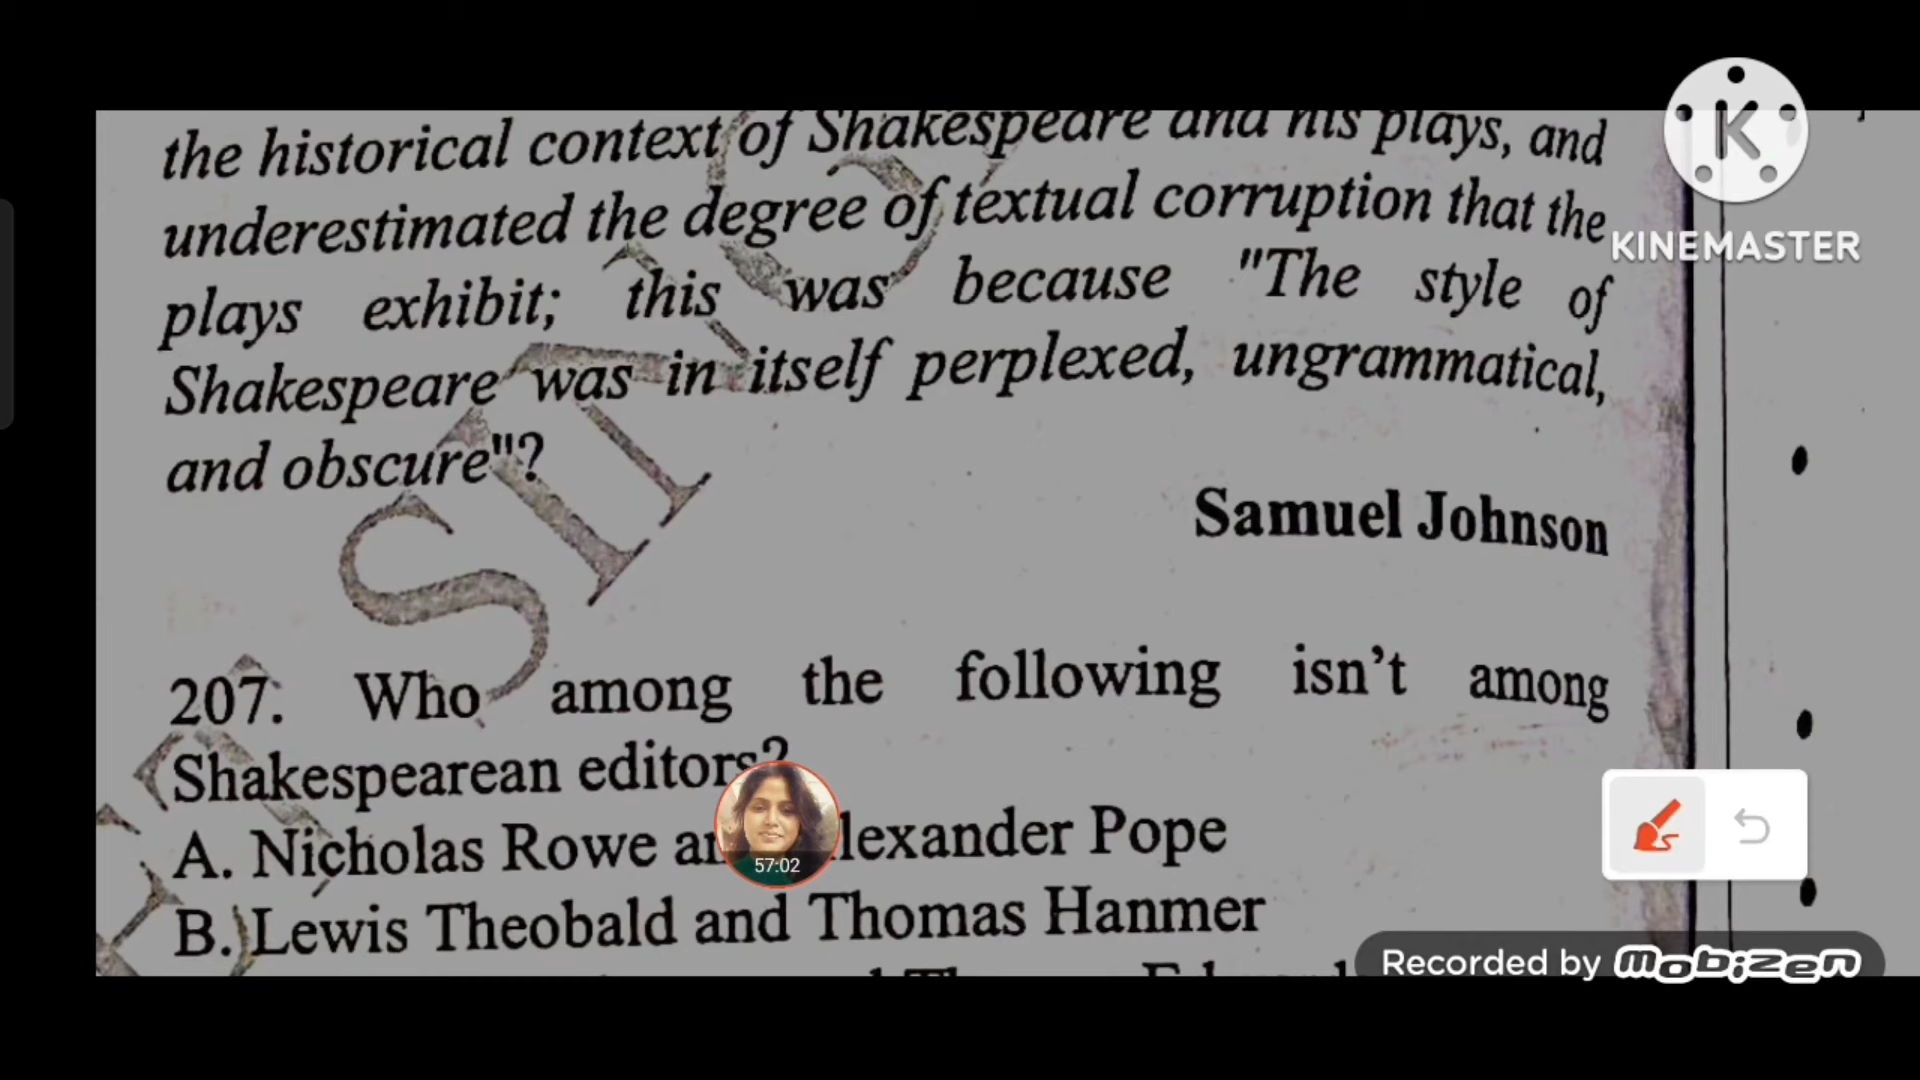 the historical context of Shakespeare and his plays, and
underestimated the degree of textual corruption that the
plays exhibit; this was because "The style of
Shakespeare was in itself perplexed, ungrammatical,
and obscure"?
Samuel Johnson
207. Who among the following isn't among
Shakespearean editors?
A. Nicholas Rowe an lexander Pope
B. Lewis Theobald and Thomas Hanmer
KINEMASTER
57:02
Recorded by Mobizen